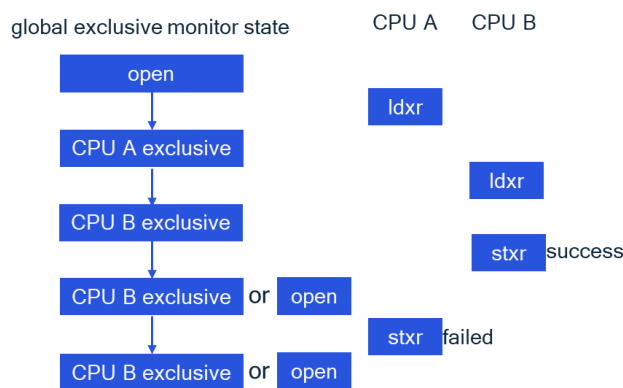 global exclusive monitor state
CPU A
CPU B
open
ldxr
CPU A exclusive
ldxr
CPU B exclusive
stxr success
CPU B exclusive or open
stxr failed
CPU B exclusive or open